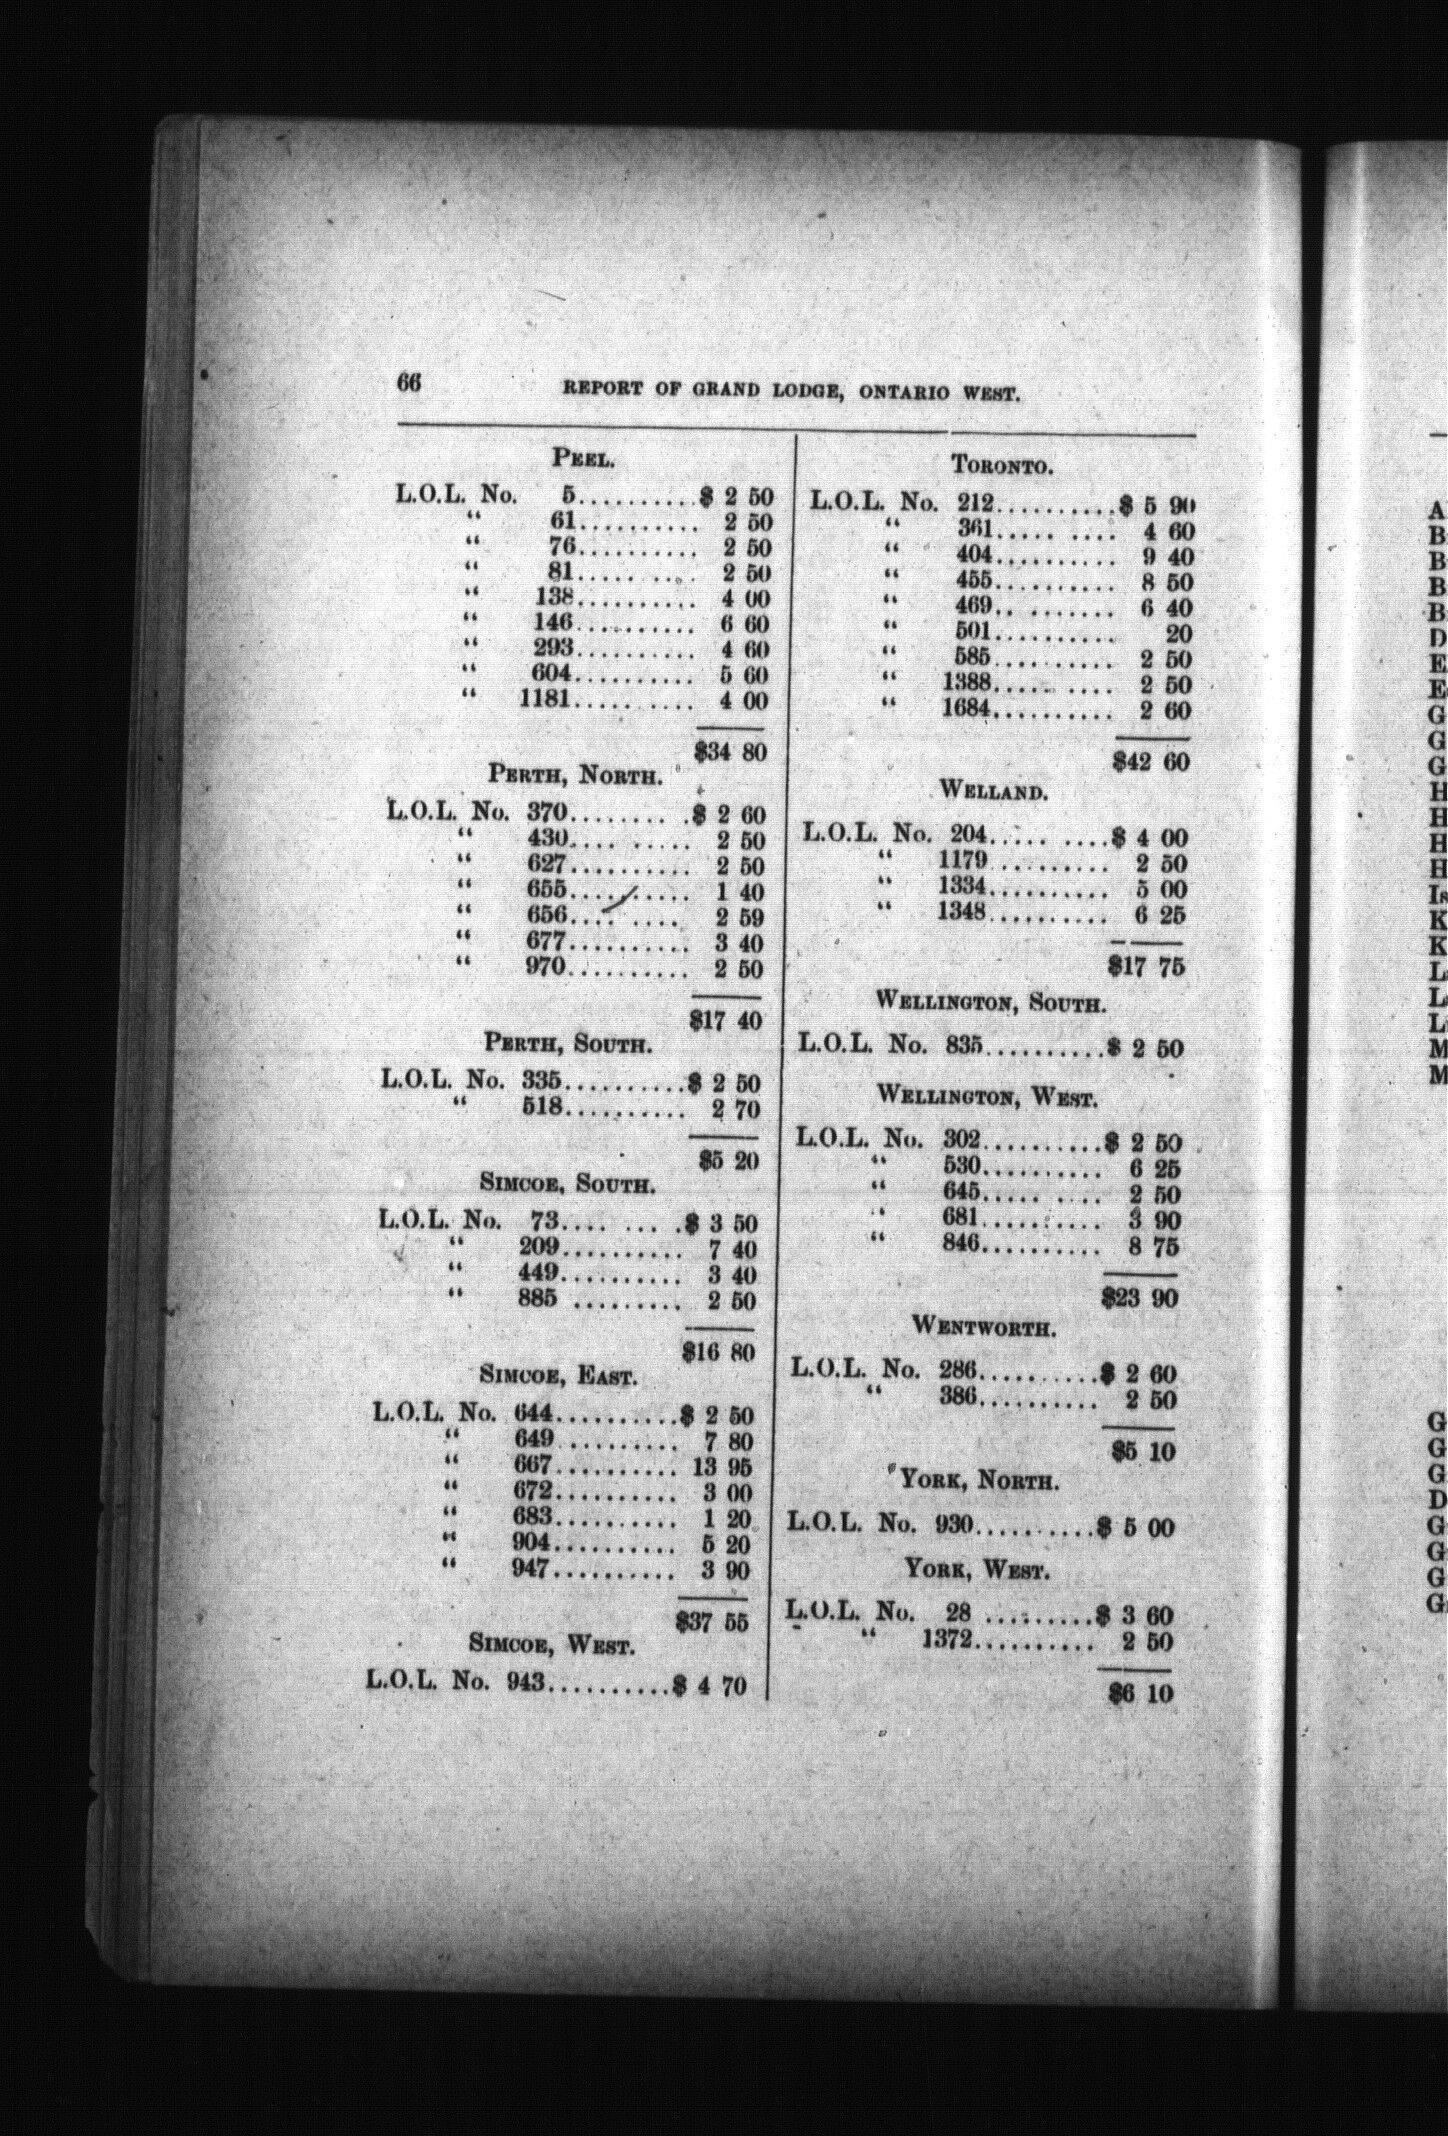 66 REPORT OF GRAND LODGE, ONTARIO WEST.
PEEL.
L.O.L. No. 5..........$ 2 50
" 61.......... 2 50
" 76.......... 2 50
" 81.......... 2 50
" 138.......... 4 00
" 146.......... 6 60
" 293.......... 4 60
" 604.......... 5 60
" 1181.......... 4 00
$34 80
PERTH, NORTH.
L.O.L. No. 370..........$ 2 60
" 430.......... 2 50
" 627.......... 2 50
" 655.......... 1 40
" 656.......... 2 59
" 677.......... 3 40
" 970.......... 2 50
$17 40
PERTH, SOUTH.
L.O.L. No. 335..........$ 2 50
" 518.......... 2 70
$5 20
SIMCOE, SOUTH.
L.O.L. No. 73..........$ 3 50
" 209.......... 7 40
" 449.......... 3 40
" 885 ......... 2 50
$16 80
SIMCOE, EAST.
L.O.L. No. 644..........$ 2 50
" 649 .......... 7 80
" 667.......... 13 95
" 672.......... 3 00
" 683.......... 1 20
" 904.......... 5 20
" 947.......... 3 90
$37 55
SIMCOE, WEST.
L.O.L. No. 943..........$ 4 70
TORONTO.
L.O.L. No. 212..........$ 5 90
" 361..... .... 4 60
" 404.......... 9 40
" 455.......... 8 50
" 469.. ....... 6 40
" 501.......... 20
" 585.......... 2 50
" 1388..... .... 2 50
" 1684.......... 2 60
$42 60
WELLAND.
L.O.L. No. 204..... ....$ 4 00
" 1179 ......... 2 50
" 1334.......... 5 00
" 1348.......... 6 25
$17 75
WELLINGTON, SOUTH.
L.O.L. No. 835..........$ 2 50
WELLINGTON, WEST.
L.O.L. No. 302..........$ 2 50
" 530.......... 6 25
" 645..... .... 2 50
" 681.......... 3 90
" 846.......... 8 75
$23 90
WENTWORTH.
L.O.L. No. 286..........$ 2 60
" 386.......... 2 50
$5 10
YORK, NORTH.
L.O.L. No. 930..........$ 5 00
YORK, WEST.
L.O.L. No. 28 .........$ 3 60
" 1372.......... 2 50
$6 10